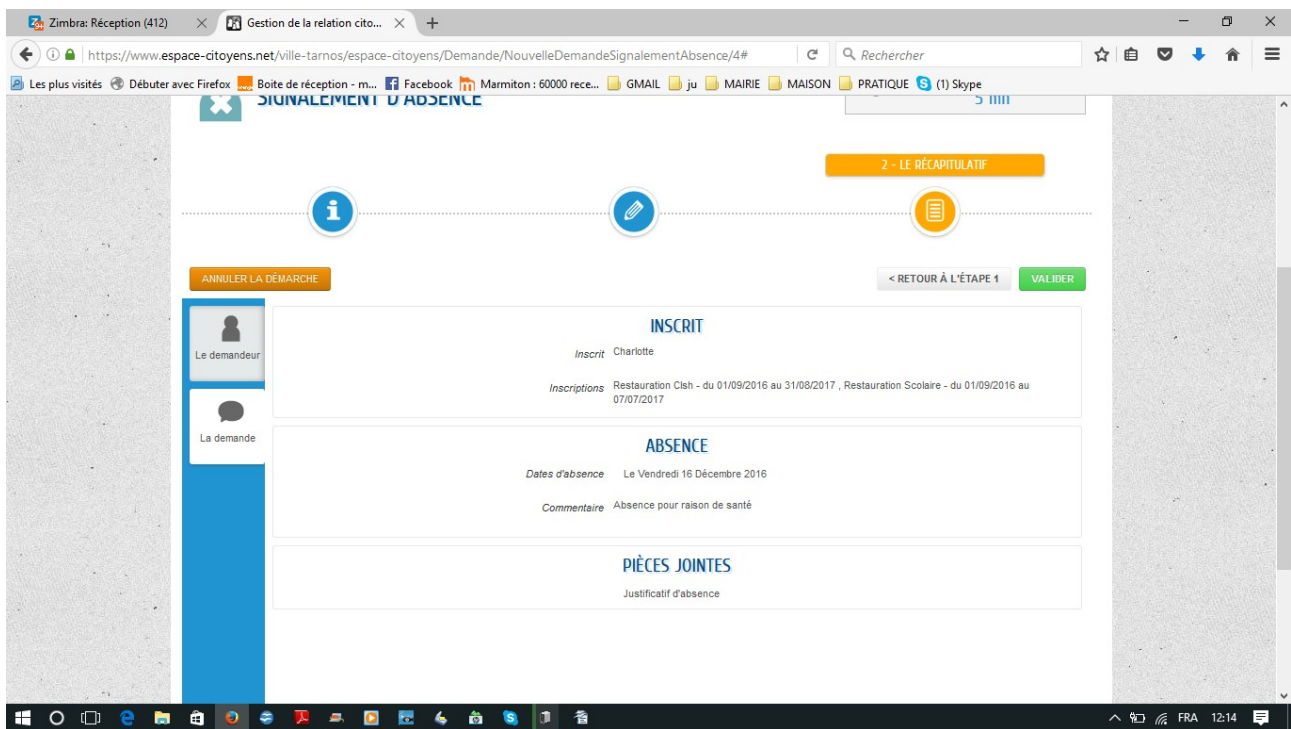 Zimbra: Réception (412)
Gestion de la relation cito...
https://www.espace-citoyens.net/ville-tarnos/espace-citoyens/Demande/NouvelleDemandeSignalementAbsence/4#
Rechercher
Les plus visités
Débuter avec Firefox
Boite de réception - m...
Facebook
Marmiton : 60000 rece...
GMAIL
ju
MAIRIE
MAISON
PRATIQUE
(1) Skype
SIGNALEMENT D'ABSENCE
5 min
2 - LE RÉCAPITULATIF
ANNULER LA DÉMARCHE
< RETOUR À L'ÉTAPE 1
VALIDER
Le demandeur
La demande
INSCRIT
Inscrit Charlotte
Inscriptions Restauration Clsh - du 01/09/2016 au 31/08/2017 , Restauration Scolaire - du 01/09/2016 au
07/07/2017
ABSENCE
Dates d'absence Le Vendredi 16 Décembre 2016
Commentaire Absence pour raison de santé
PIÈCES JOINTES
Justificatif d'absence
FRA 12:14